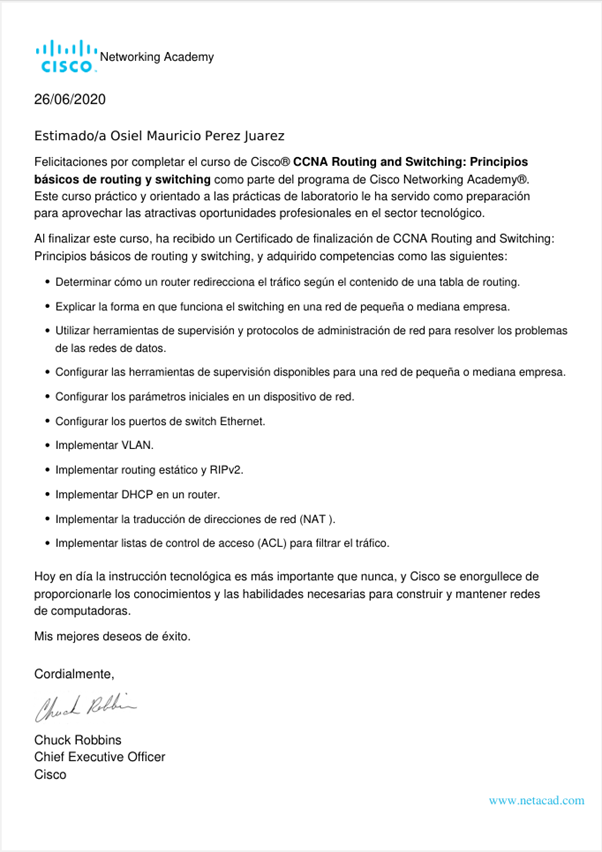 CISCO Networking Academy
26/06/2020
Estimado/a Osiel Mauricio Perez Juarez
Felicitaciones por completar el curso de Cisco® CCNA Routing and Switching: Principios
básicos de routing y switching como parte del programa de Cisco Networking Academy®.
Este curso práctico y orientado a las prácticas de laboratorio le ha servido como preparación
para aprovechar las atractivas oportunidades profesionales en el sector tecnológico.
Al finalizar este curso, ha recibido un Certificado de finalización de CCNA Routing and Switching:
Principios básicos de routing y switching, y adquirido competencias como las siguientes:
• Determinar cómo un router redirecciona el tráfico según el contenido de una tabla de routing.
• Explicar la forma en que funciona el switching en una red de pequeña o mediana empresa.
• Utilizar herramientas de supervisión y protocolos de administración de red para resolver los problemas
de las redes de datos.
• Configurar las herramientas de supervisión disponibles para una red de pequeña o mediana empresa.
• Configurar los parámetros iniciales en un dispositivo de red.
• Configurar los puertos de switch Ethernet.
• Implementar VLAN.
• Implementar routing estático y RIPv2.
• Implementar DHCP en un router.
• Implementar la traducción de direcciones de red (NAT ).
• Implementar listas de control de acceso (ACL) para filtrar el tráfico.
Hoy en día la instrucción tecnológica es más importante que nunca, y Cisco se enorgullece de
proporcionarle los conocimientos y las habilidades necesarias para construir y mantener redes
de computadoras.
Mis mejores deseos de éxito.
Cordialmente,
Chuck Robbins
Chuck Robbins
Chief Executive Officer
Cisco
www.netacad.com